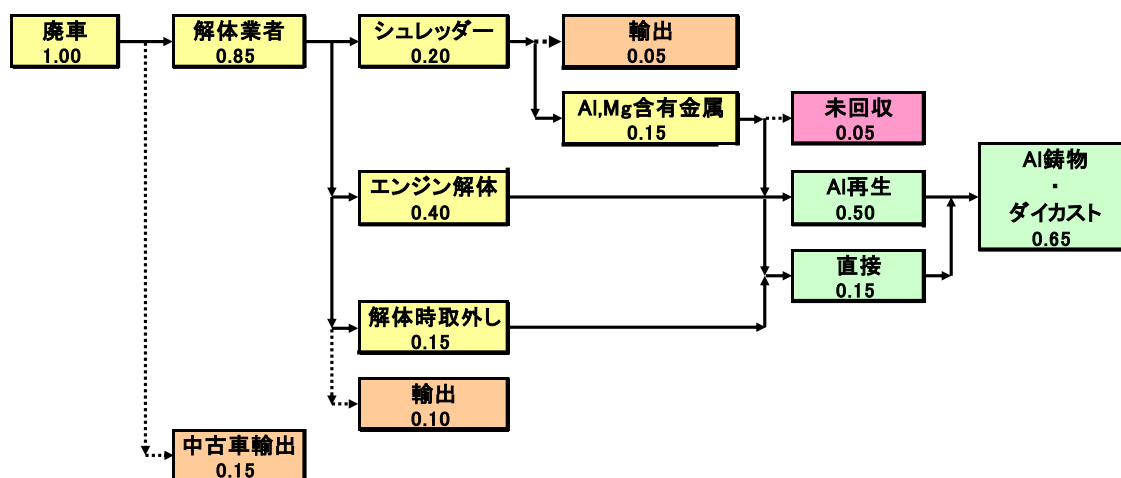 廃車
1.00
解体業者
0.85
シュレッダー
0.20
輸出
0.05
Al,Mg含有金属
0.15
未回収
0.05
Al鋳物
・
ダイカスト
0.65
エンジン解体
0.40
Al再生
0.50
直接
0.15
解体時取外し
0.15
輸出
0.10
中古車輸出
0.15